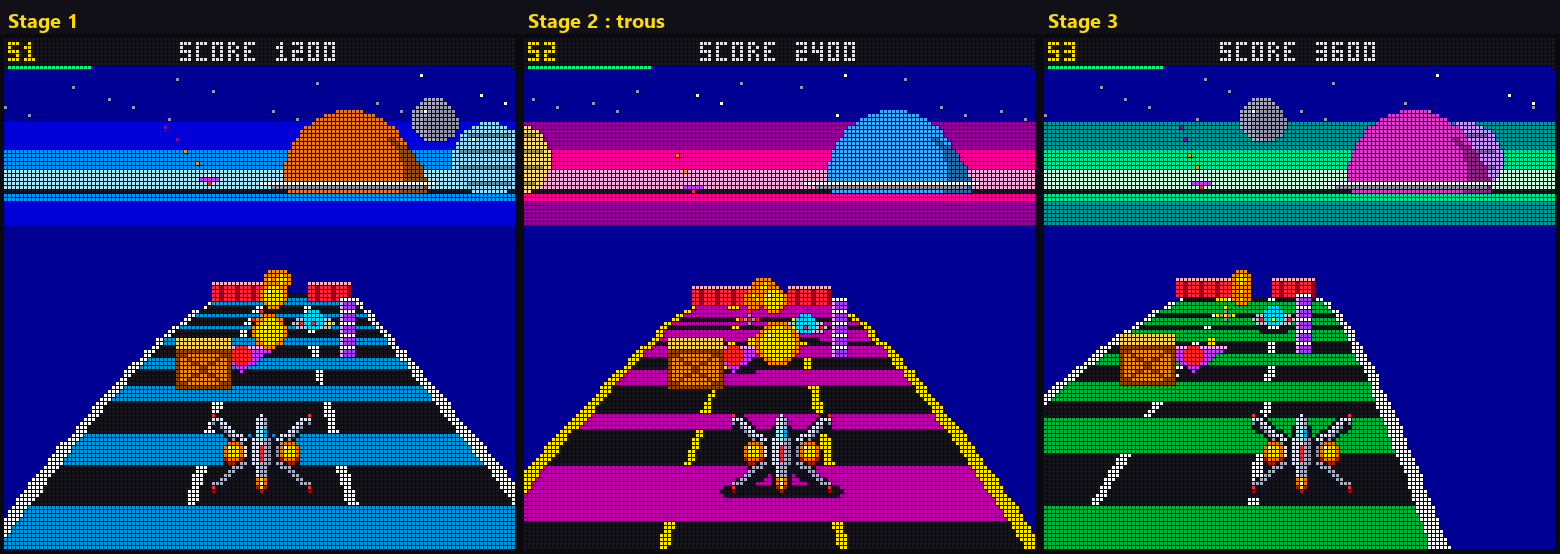 Stage 1
S1 SCORE 1200
Stage 2 : trous
S2 SCORE 2400
Stage 3
S3 SCORE 3600